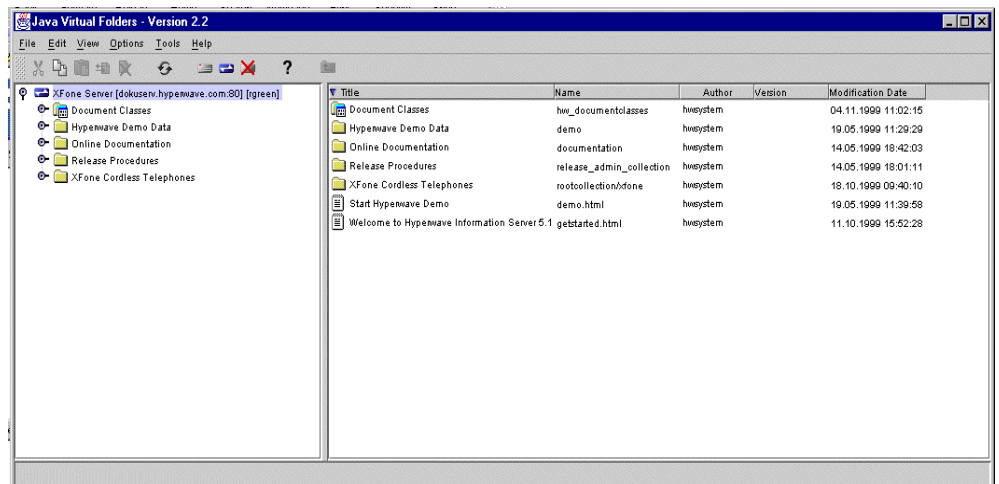 Java Virtual Folders - Version 2.2
File Edit View Options Tools Help
XFone Server [dokuserv.hyperwave.com:80] [rgreen]
Document Classes
Hyperwave Demo Data
Online Documentation
Release Procedures
XFone Cordless Telephones
Title Name Author Version Modification Date
Document Classes hw_documentclasses hwsystem 04.11.1999 11:02:15
Hyperwave Demo Data demo hwsystem 19.05.1999 11:29:29
Online Documentation documentation hwsystem 14.05.1999 18:42:03
Release Procedures release_admin_collection hwsystem 14.05.1999 18:01:11
XFone Cordless Telephones rootcollection/xfone hwsystem 18.10.1999 09:40:10
Start Hyperwave Demo demo.html hwsystem 19.05.1999 11:39:58
Welcome to Hyperwave Information Server 5.1 getstarted.html hwsystem 11.10.1999 15:52:28